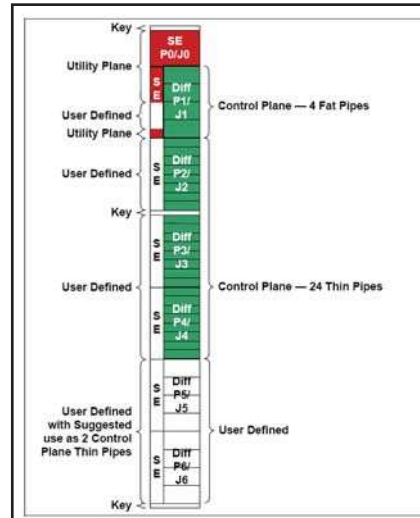 Key
SE
P0/J0
Utility Plane
S
E
Diff
P1/
J1
Control Plane — 4 Fat Pipes
User Defined
Utility Plane
User Defined
S
E
Diff
P2/
J2
Key
S
E
Diff
P3/
J3
User Defined
Control Plane — 24 Thin Pipes
S
E
Diff
P4/
J4
S
E
Diff
P5/
J5
User Defined
with Suggested
use as 2 Control
Plane Thin Pipes
User Defined
S
E
Diff
P6/
J6
Key